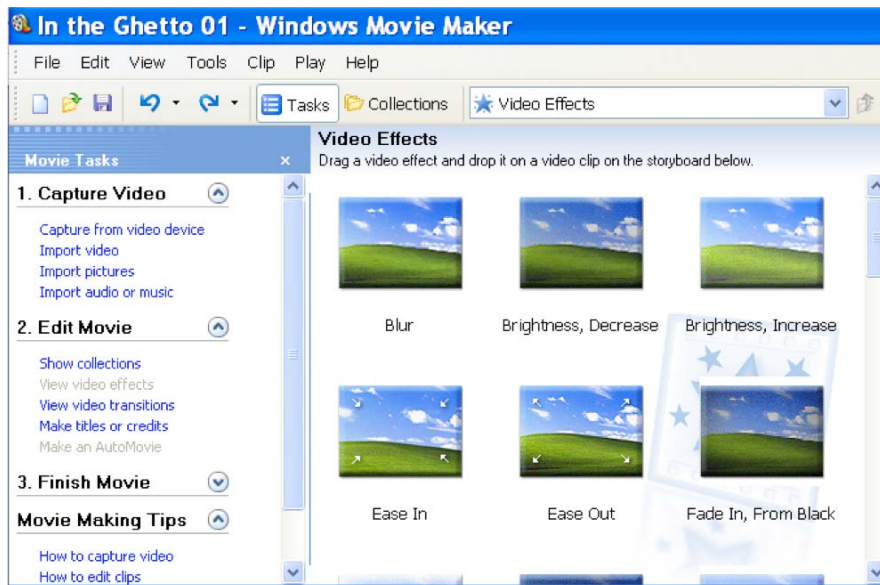 In the Ghetto 01 - Windows Movie Maker
File Edit View Tools Clip Play Help
Tasks Collections Video Effects
Movie Tasks
1. Capture Video
Capture from video device
Import video
Import pictures
Import audio or music
2. Edit Movie
Show collections
View video effects
View video transitions
Make titles or credits
Make an AutoMovie
3. Finish Movie
Movie Making Tips
How to capture video
How to edit clips
Video Effects
Drag a video effect and drop it on a video clip on the storyboard below.
Blur Brightness, Decrease Brightness, Increase
Ease In Ease Out Fade In, From Black